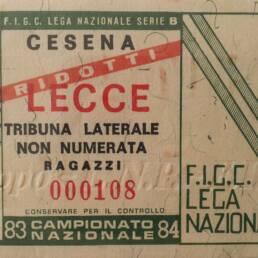 F.I.G.C. LEGA NAZIONALE SERIE B
CESENA
RIDOTTI
LECCE
TRIBUNA LATERALE
NON NUMERATA
RAGAZZI
000108
CONSERVARE PER IL CONTROLLO
83 CAMPIONATO NAZIONALE 84
F.I.G.C.
LEGA
NAZIONA